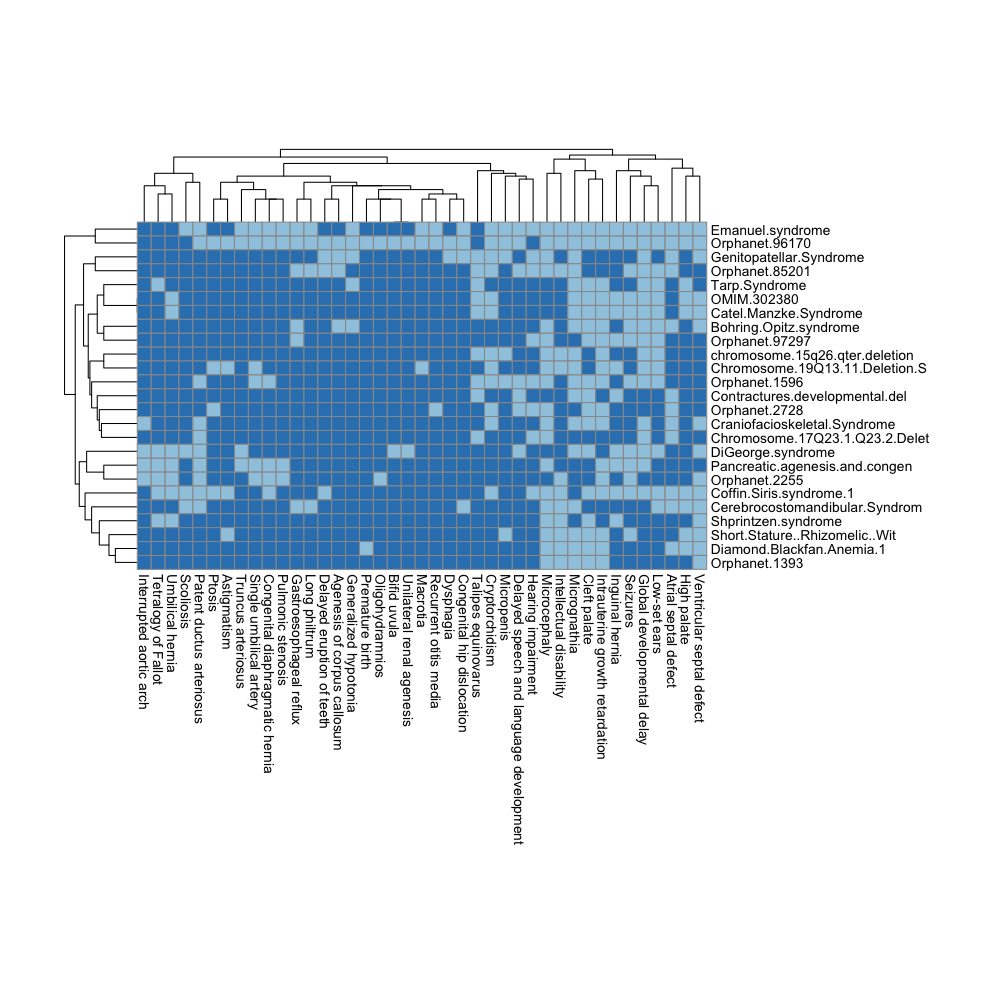 Emanuel.syndrome
Orphanet.96170
Genitopatellar.Syndrome
Orphanet.85201
Tarp.Syndrome
OMIM.302380
Catel.Manzke.Syndrome
Bohring.Opitz.syndrome
Orphanet.97297
chromosome.15q26.qter.deletion
Chromosome.19Q13.11.Deletion.S
Orphanet.1596
Contractures.developmental.del
Orphanet.2728
Craniofacioskeletal.Syndrome
Chromosome.17Q23.1.Q23.2.Delet
DiGeorge.syndrome
Pancreatic.agenesis.and.congen
Orphanet.2255
Coffin.Siris.syndrome.1
Cerebrocostomandibular.Syndrom
Shprintzen.syndrome
Short.Stature..Rhizomelic..Wit
Diamond.Blackfan.Anemia.1
Orphanet.1393
Interrupted aortic arch
Tetralogy of Fallot
Umbilical hernia
Scoliosis
Patent ductus arteriosus
Ptosis
Astigmatism
Truncus arteriosus
Single umbilical artery
Congenital diaphragmatic hernia
Pulmonic stenosis
Gastroesophageal reflux
Long philtrum
Delayed eruption of teeth
Agenesis of corpus callosum
Generalized hypotonia
Premature birth
Oligohydramnios
Bifid uvula
Unilateral renal agenesis
Macrotia
Recurrent otitis media
Dysphagia
Congenital hip dislocation
Talipes equinovarus
Cryptorchidism
Micropenis
Delayed speech and language development
Hearing impairment
Microcephaly
Intellectual disability
Micrognathia
Cleft palate
Intrauterine growth retardation
Inguinal hernia
Seizures
Global developmental delay
Low-set ears
Atrial septal defect
High palate
Ventricular septal defect